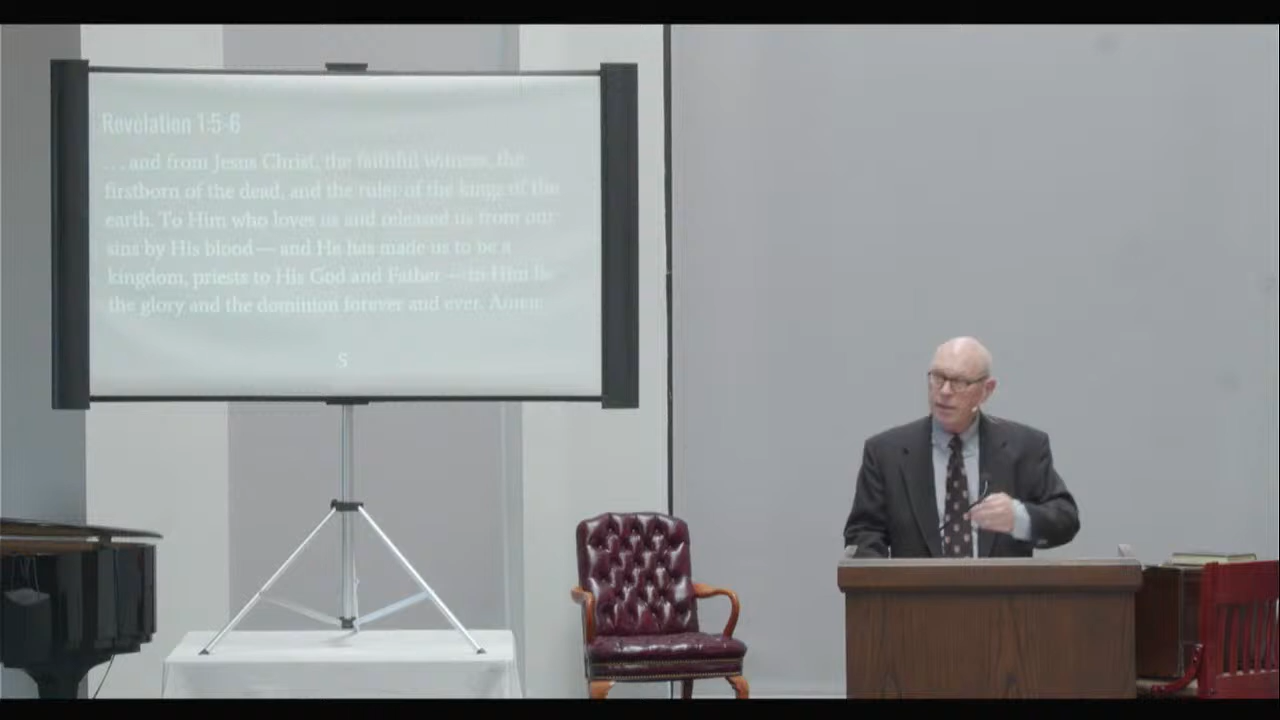 Revelation 1:5-6
. . . and from Jesus Christ, the faithful witness, the
firstborn of the dead, and the ruler of the kings of the
earth. To Him who loves us and released us from our
sins by His blood — and He has made us to be a
kingdom, priests to His God and Father — to Him be
the glory and the dominion forever and ever. Amen.
5